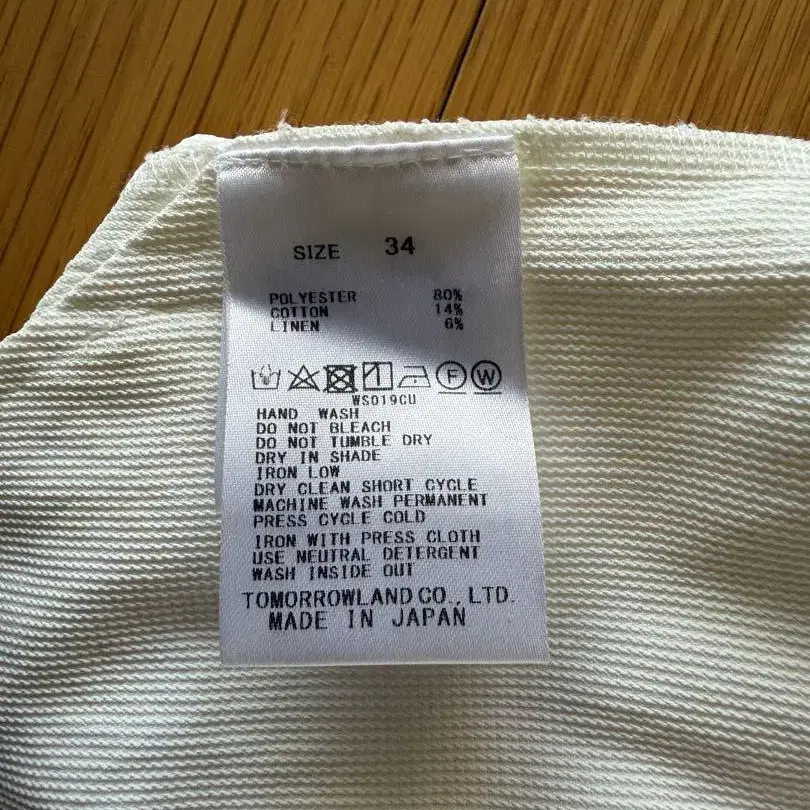 SIZE 34
POLYESTER 80%
COTTON 14%
LINEN 6%
F W
WS019CU
HAND WASH
DO NOT BLEACH
DO NOT TUMBLE DRY
DRY IN SHADE
IRON LOW
DRY CLEAN SHORT CYCLE
MACHINE WASH PERMANENT
PRESS CYCLE COLD
IRON WITH PRESS CLOTH
USE NEUTRAL DETERGENT
WASH INSIDE OUT
TOMORROWLAND CO., LTD.
MADE IN JAPAN